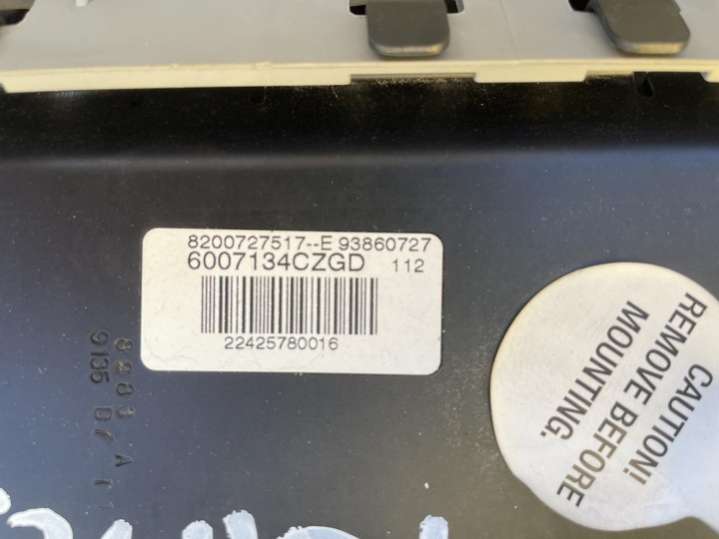 8200727517--E 93860727
6007134CZGD 112
22425780016
CAUTION!
REMOVE BEFORE
MOUNTING.